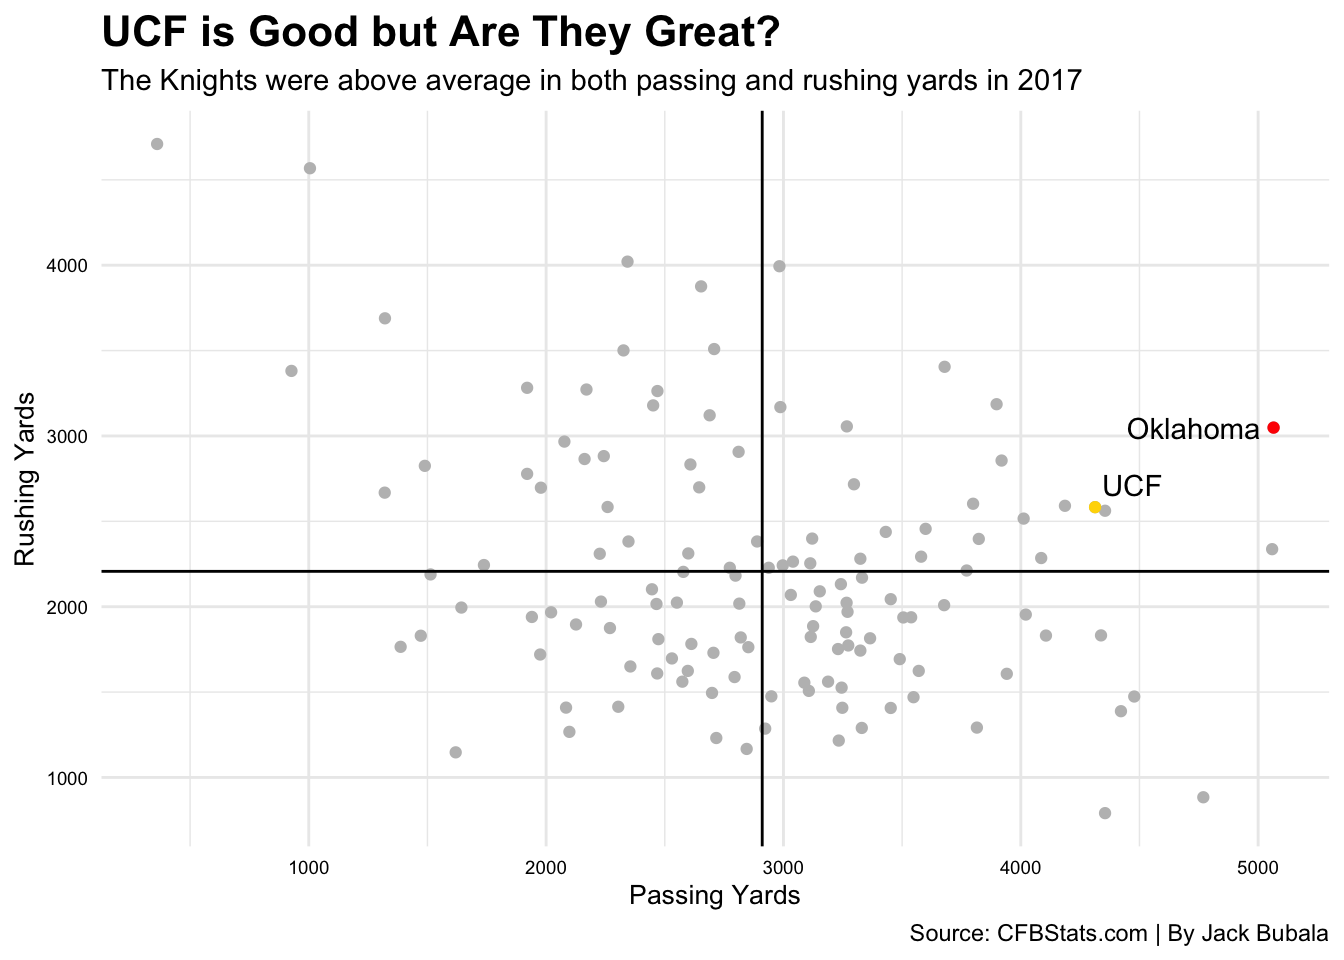 UCF is Good but Are They Great?
The Knights were above average in both passing and rushing yards in 2017
4000
3000
2000
1000
Rushing Yards
Oklahoma
UCF
1000 2000 3000 4000 5000
Passing Yards
Source: CFBStats.com | By Jack Bubala